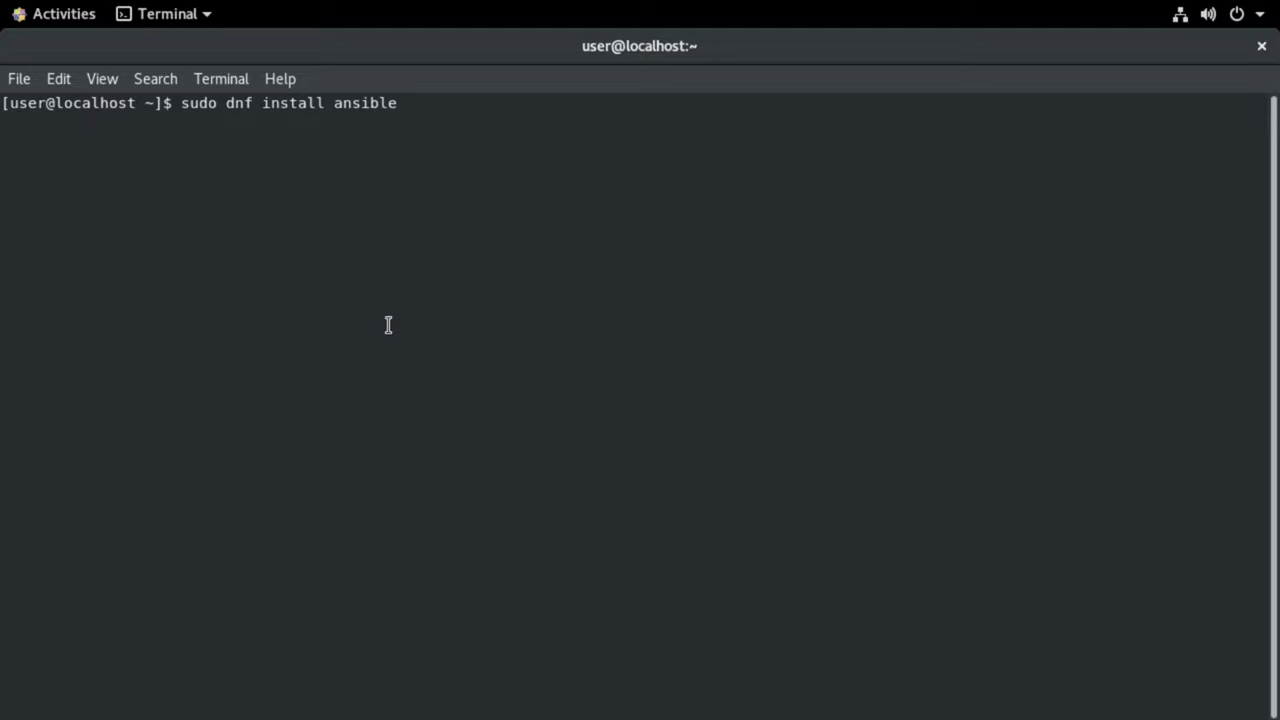 Activities Terminal
user@localhost:~
File Edit View Search Terminal Help
[user@localhost ~]$ sudo dnf install ansible